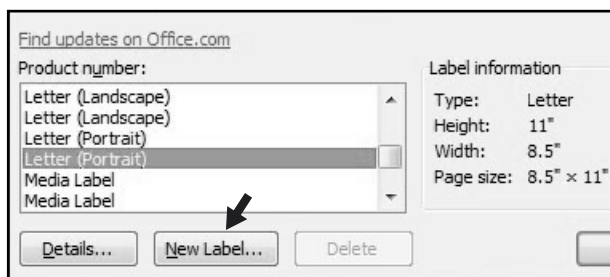 Find updates on Office.com
Product number:
Letter (Landscape)
Letter (Landscape)
Letter (Portrait)
Letter (Portrait)
Media Label
Media Label
Label information
Type: Letter
Height: 11"
Width: 8.5"
Page size: 8.5" × 11"
Details...
New Label...
Delete